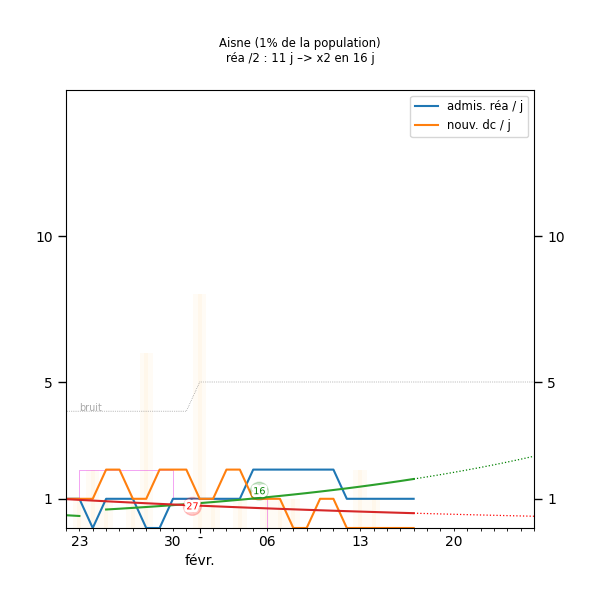 Aisne (1% de la population)
réa /2 : 11 j –> x2 en 16 j
admis. réa / j
nouv. dc / j
10
10
5
5
bruit
16
27
1
1
23
30
-
06
13
20
févr.